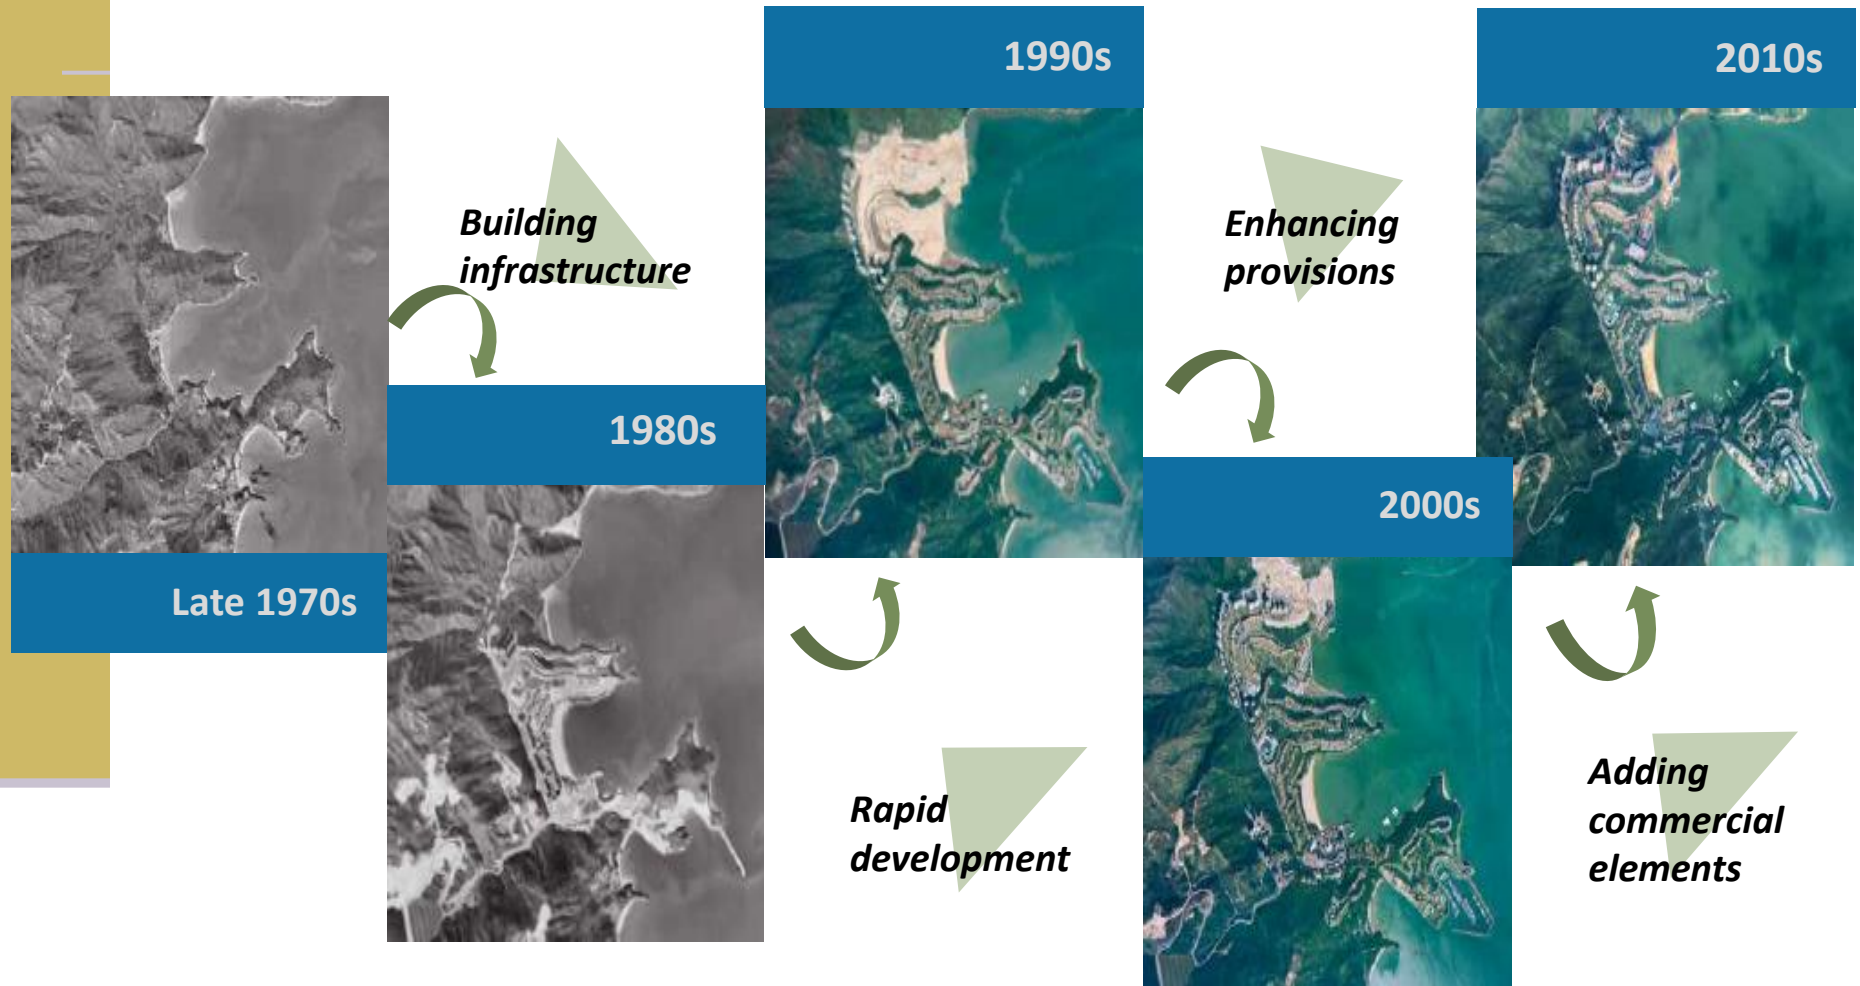 Late 1970s
Building
infrastructure
1980s
Rapid
development
1990s
Enhancing
provisions
2000s
Adding
commercial
elements
2010s